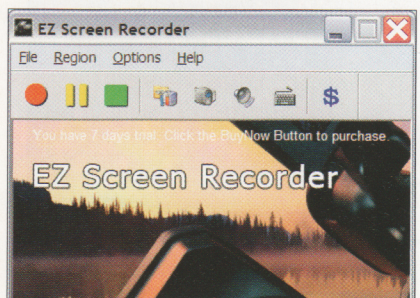 EZ Screen Recorder
File Region Options Help
$
You have 7 days trial. Click the BuyNow Button to purchase.
EZ Screen Recorder